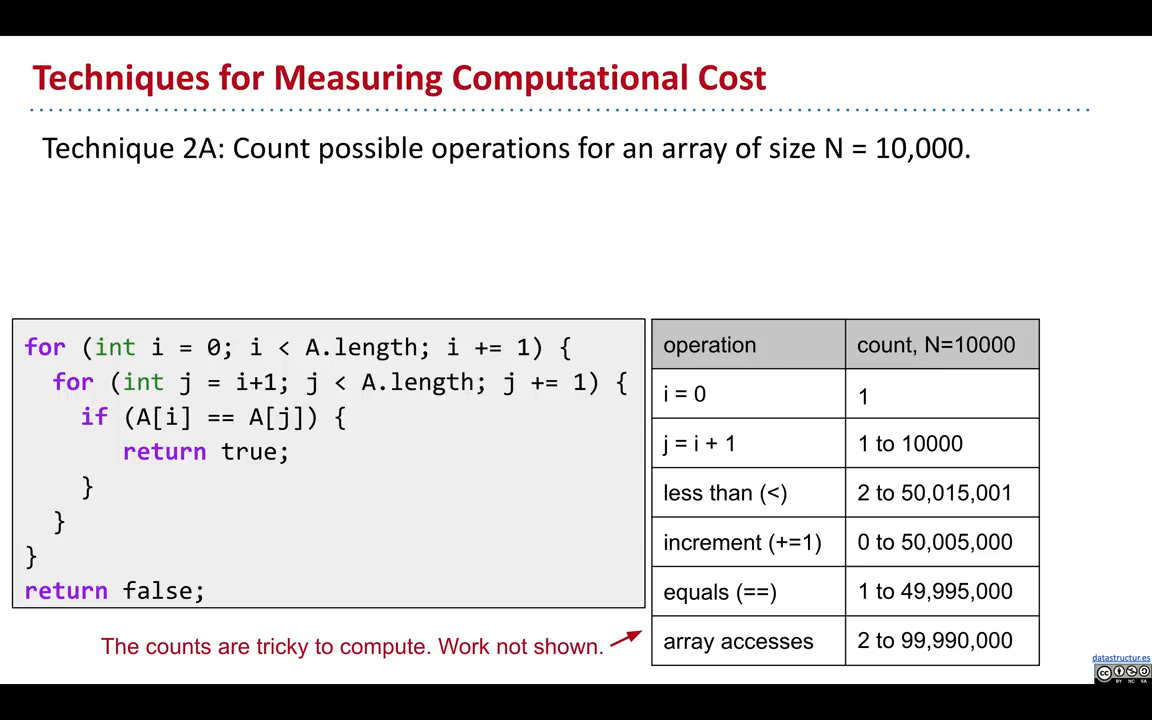 Techniques for Measuring Computational Cost
Technique 2A: Count possible operations for an array of size N = 10,000.
for (int i = 0; i < A.length; i += 1) {
  for (int j = i+1; j < A.length; j += 1) {
    if (A[i] == A[j]) {
       return true;
    }
  }
}
return false;
The counts are tricky to compute. Work not shown.
operation count, N=10000
i = 0 1
j = i + 1 1 to 10000
less than (<) 2 to 50,015,001
increment (+=1) 0 to 50,005,000
equals (==) 1 to 49,995,000
array accesses 2 to 99,990,000
datastructur.es
CC BY NC SA